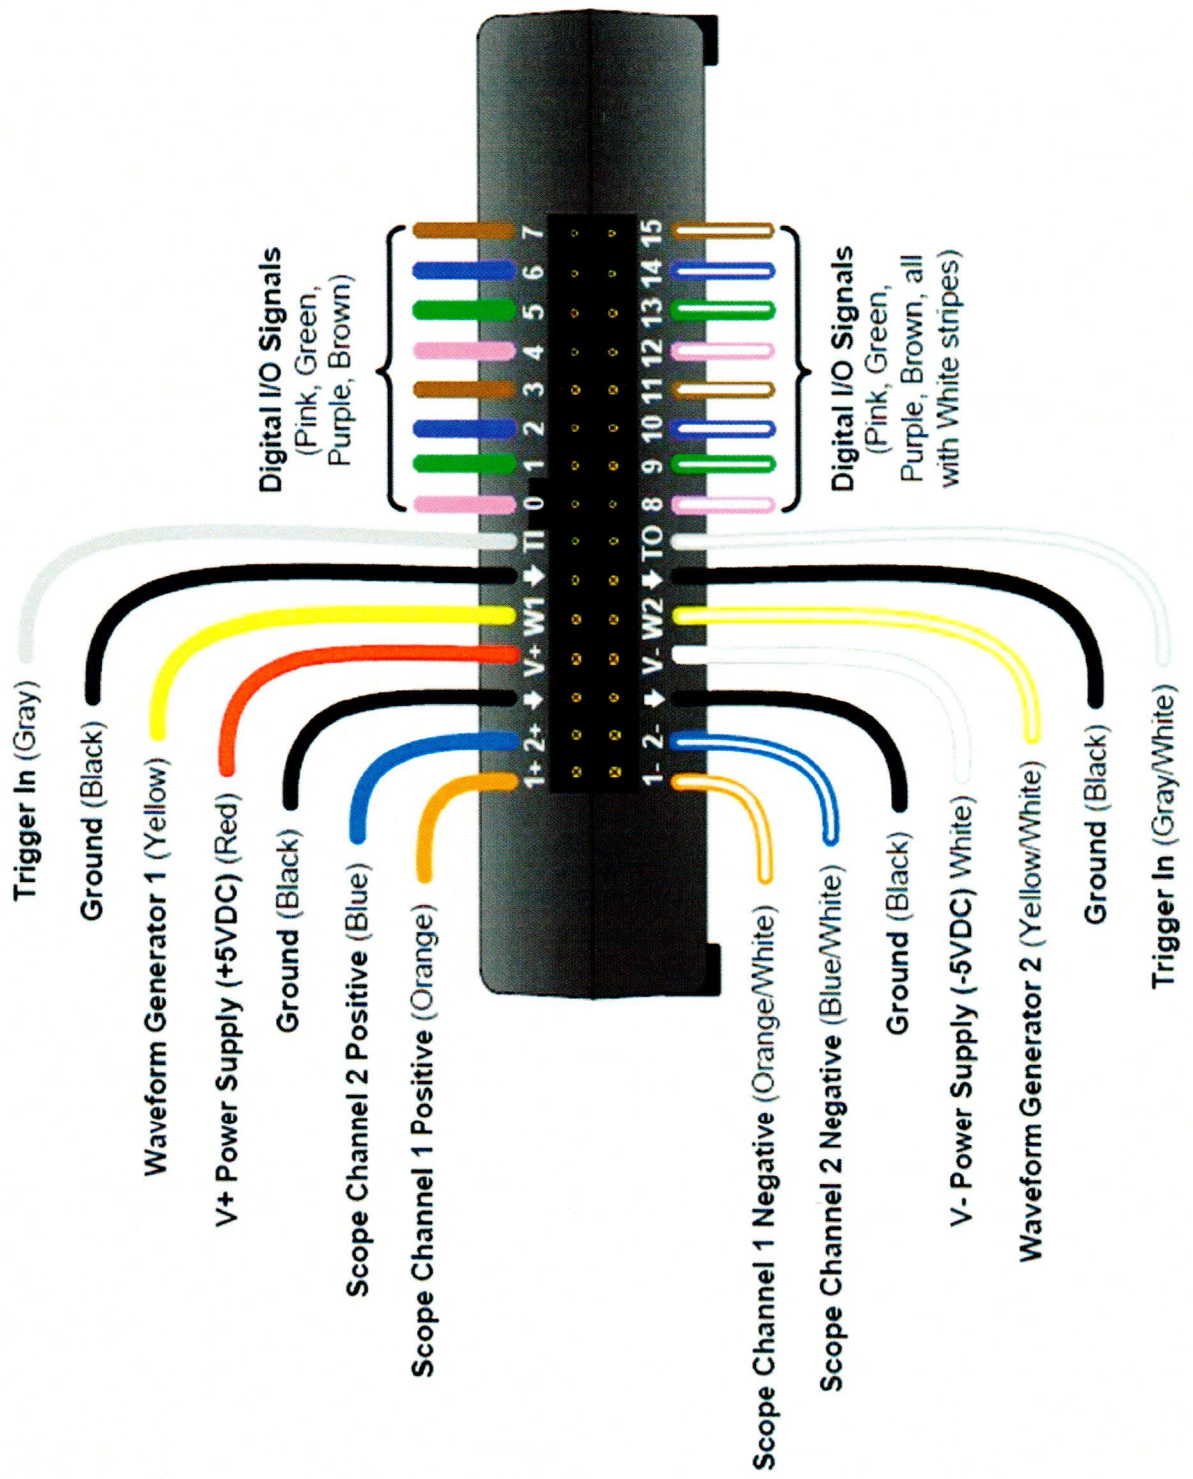 Trigger In (Gray)
Ground (Black)
Waveform Generator 1 (Yellow)
V+ Power Supply (+5VDC) (Red)
Ground (Black)
Scope Channel 2 Positive (Blue)
Scope Channel 1 Positive (Orange)
Digital I/O Signals
(Pink, Green,
Purple, Brown)
1+ 2+ ↓ V+ W1 ↓ TI 0 1 2 3 4 5 6 7
1- 2- ↓ V- W2 ↓ TO 8 9 10 11 12 13 14 15
Scope Channel 1 Negative (Orange/White)
Scope Channel 2 Negative (Blue/White)
Ground (Black)
V- Power Supply (-5VDC) White)
Waveform Generator 2 (Yellow/White)
Ground (Black)
Trigger In (Gray/White)
Digital I/O Signals
(Pink, Green,
Purple, Brown, all
with White stripes)